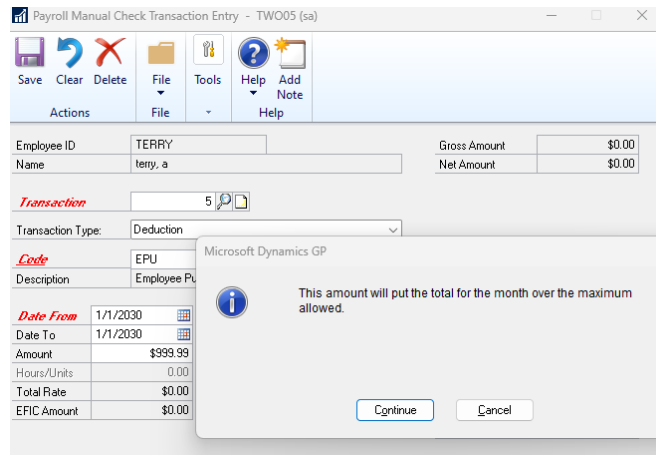 Payroll Manual Check Transaction Entry - TWO05 (sa)
Save Clear Delete File Tools Help Add Note
Actions File Help
Employee ID TERRY Gross Amount $0.00
Name terry, a Net Amount $0.00
Transaction 5
Transaction Type: Deduction
Code EPU
Description Employee Pu
Date From 1/1/2030
Date To 1/1/2030
Amount $999.99
Hours/Units 0.00
Total Rate $0.00
EFIC Amount $0.00
Microsoft Dynamics GP
This amount will put the total for the month over the maximum
allowed.
Continue Cancel